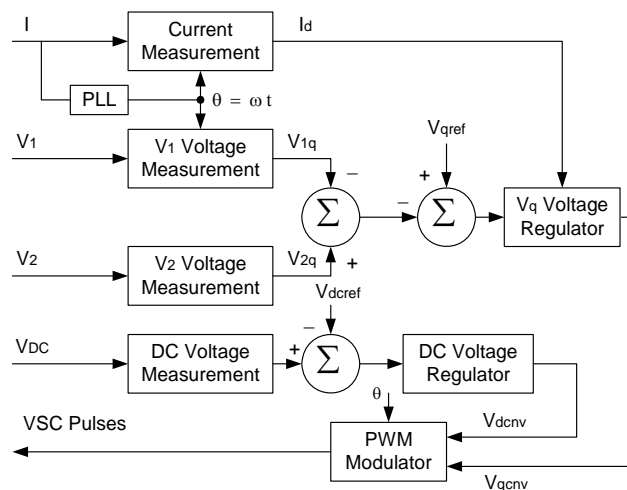 I
Current
Measurement
Id
PLL
θ = ω t
V1
V1 Voltage
Measurement
V1q
Vqref
−
+
Σ
−
Σ
Vq Voltage
Regulator
V2
V2 Voltage
Measurement
V2q
+
Vdcref
−
VDC
DC Voltage
Measurement
+
Σ
DC Voltage
Regulator
θ
VSC Pulses
PWM
Modulator
Vdcnv
Vqcnv